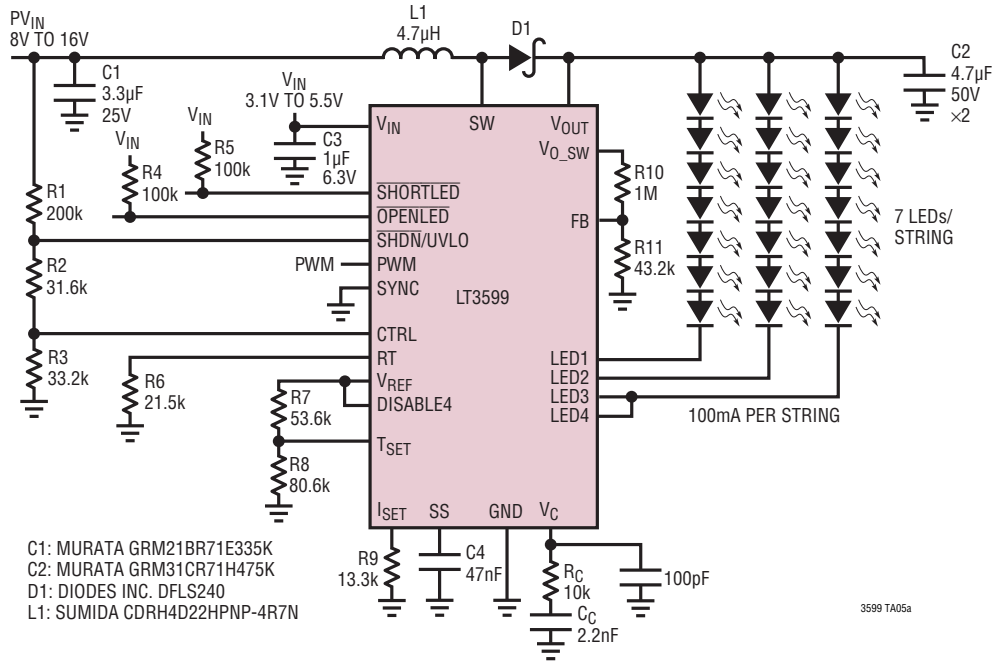 PVIN
8V TO 16V
L1
4.7µH
D1
C2
4.7µF
50V
×2
C1
3.3µF
25V
VIN
3.1V TO 5.5V
VIN
VIN
R5
100k
R4
100k
C3
1µF
6.3V
R1
200k
R2
31.6k
R3
33.2k
PWM
R6
21.5k
R7
53.6k
R8
80.6k
VIN
SW
VOUT
VO_SW
SHORTLED
OPENLED
SHDN/UVLO
PWM
SYNC
LT3599
FB
CTRL
RT
VREF
DISABLE4
TSET
LED1
LED2
LED3
LED4
ISET
SS
GND
VC
R10
1M
R11
43.2k
7 LEDs/
STRING
100mA PER STRING
R9
13.3k
C4
47nF
RC
10k
CC
2.2nF
100pF
C1: MURATA GRM21BR71E335K
C2: MURATA GRM31CR71H475K
D1: DIODES INC. DFLS240
L1: SUMIDA CDRH4D22HPNP-4R7N
3599 TA05a